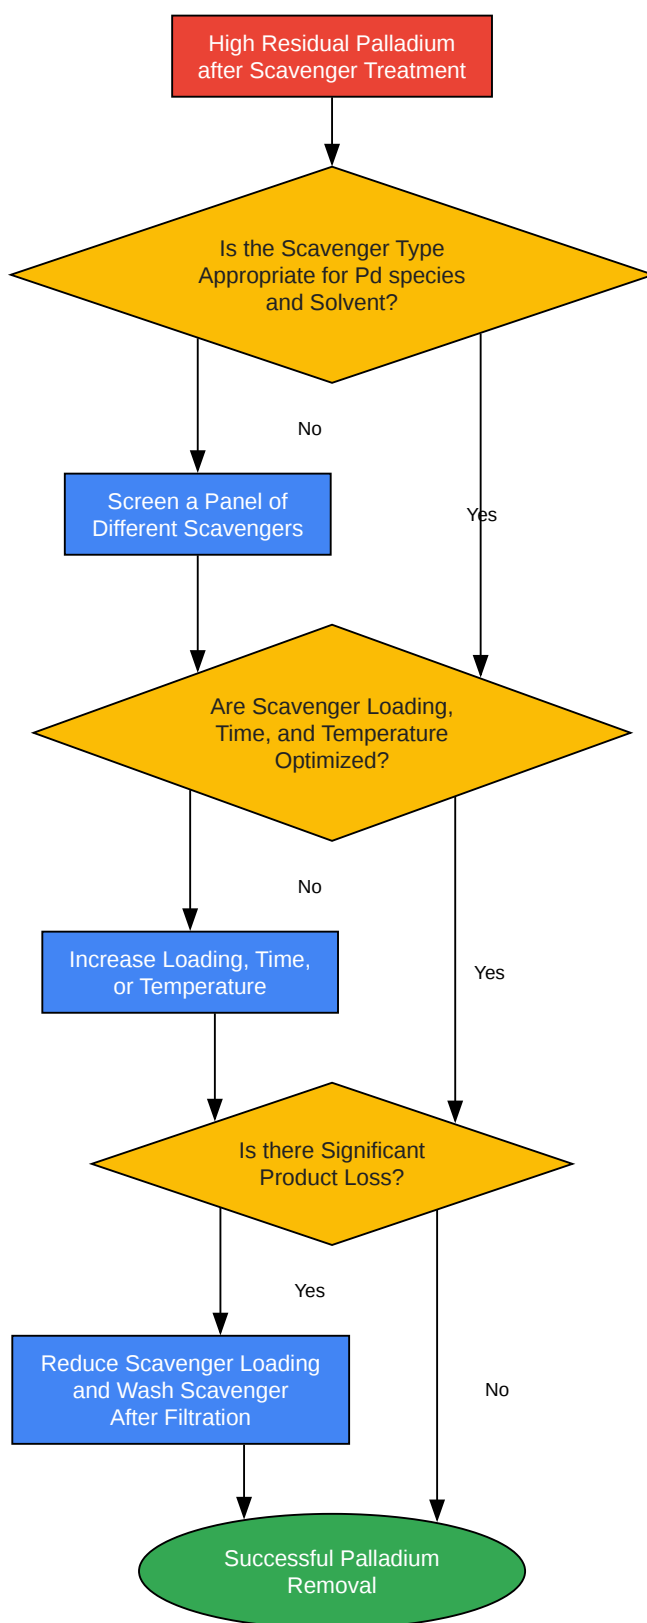 High Residual Palladium
after Scavenger Treatment
Is the Scavenger Type
Appropriate for Pd species
and Solvent?
No
Screen a Panel of
Different Scavengers
Yes
Are Scavenger Loading,
Time, and Temperature
Optimized?
No
Increase Loading, Time,
or Temperature
Yes
Is there Significant
Product Loss?
Yes
Reduce Scavenger Loading
and Wash Scavenger
After Filtration
No
Successful Palladium
Removal